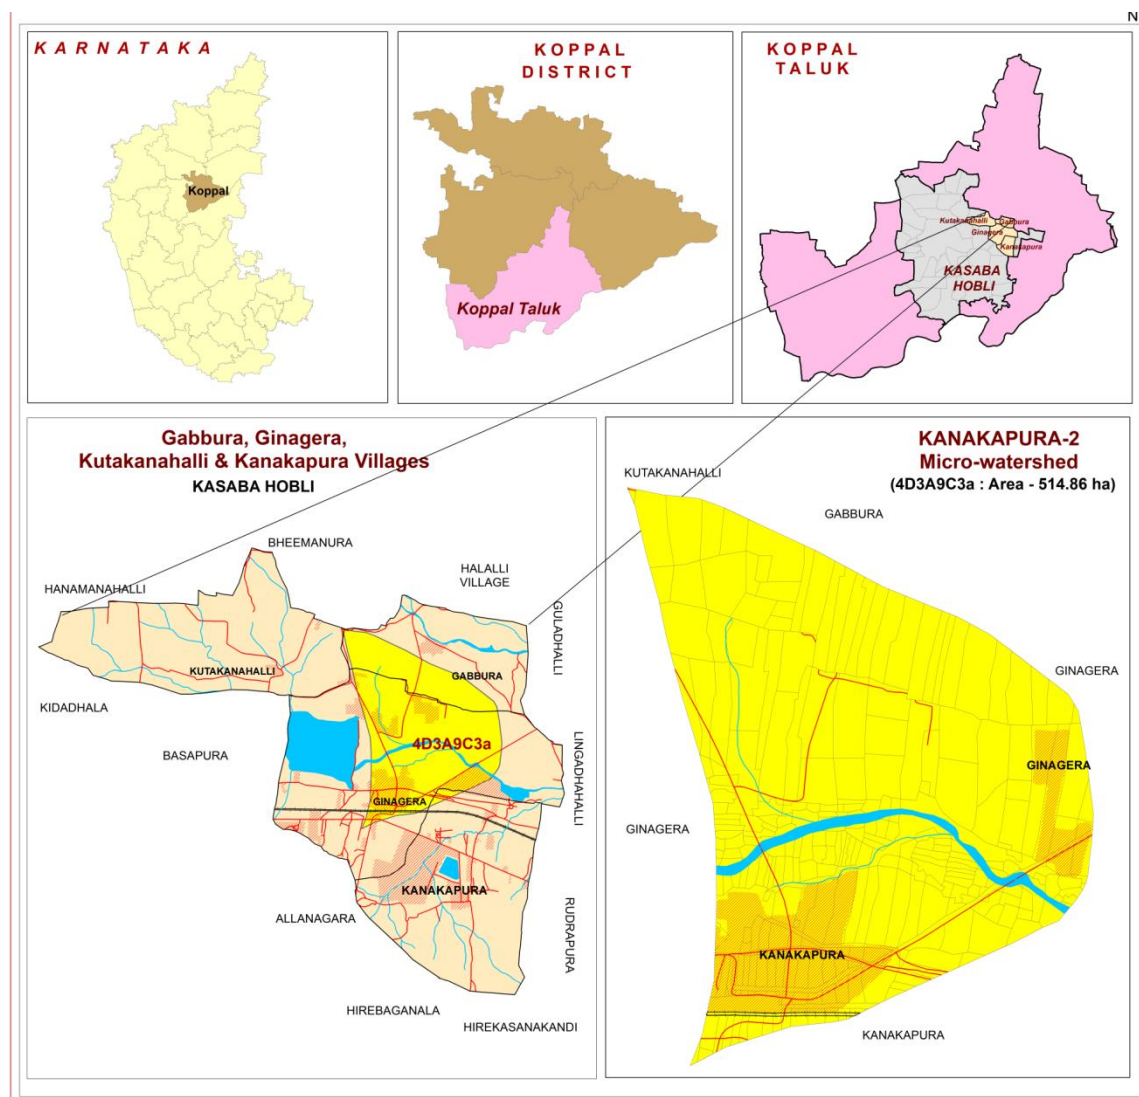 N
KARNATAKA
Koppal
KOPPAL
DISTRICT
Koppal Taluk
KOPPAL
TALUK
Kutakanahalli
Gabbura
Ginagera
Kanakapura
KASABA
HOBLI
Gabbura, Ginagera,
Kutakanahalli & Kanakapura Villages
KASABA HOBLI
BHEEMANURA
HALALLI
VILLAGE
HANAMANAHALLI
GULADHALLI
KUTAKANAHALLI
GABBURA
KIDADHALA
BASAPURA
4D3A9C3a
LINGADHAHALLI
GINAGERA
KANAKAPURA
ALLANAGARA
RUDRAPURA
HIREBAGANALA
HIREKASANAKANDI
KANAKAPURA-2
Micro-watershed
(4D3A9C3a : Area - 514.86 ha)
KUTAKANAHALLI
GABBURA
GINAGERA
GINAGERA
GINAGERA
KANAKAPURA
KANAKAPURA